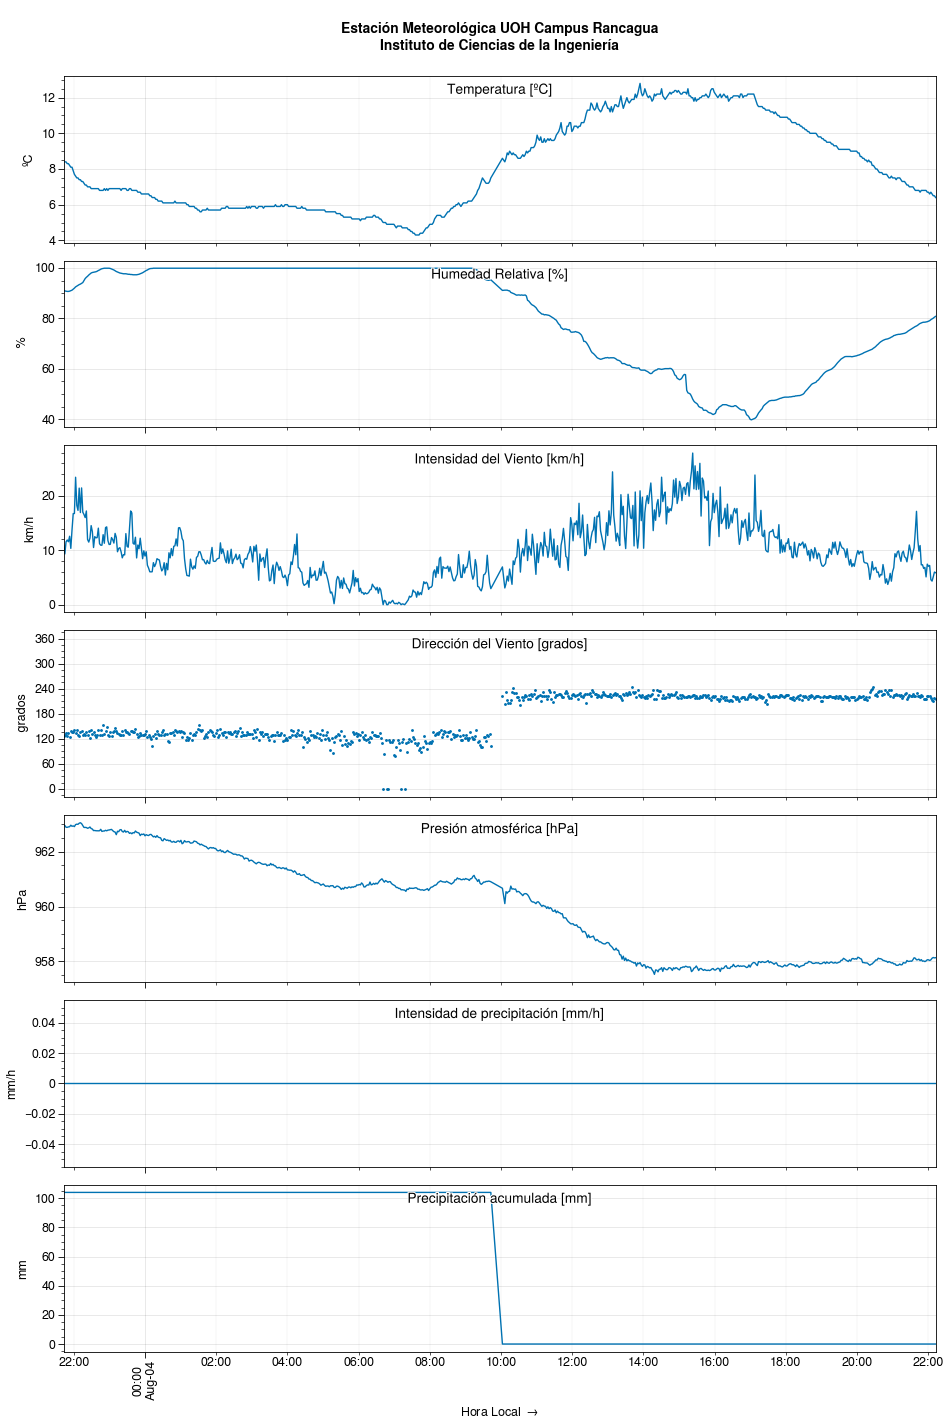 Estación Meteorológica UOH Campus Rancagua
Instituto de Ciencias de la Ingeniería
Temperatura [ºC]
ºC
12
10
8
6
4
Humedad Relativa [%]
%
100
80
60
40
Intensidad del Viento [km/h]
km/h
20
10
0
Dirección del Viento [grados]
grados
360
300
240
180
120
60
0
Presión atmosférica [hPa]
hPa
962
960
958
Intensidad de precipitación [mm/h]
mm/h
0.04
0.02
0
−0.02
−0.04
Precipitación acumulada [mm]
mm
100
80
60
40
20
0
22:00
00:00
Aug-04
02:00
04:00
06:00
08:00
10:00
12:00
14:00
16:00
18:00
20:00
22:00
Hora Local →